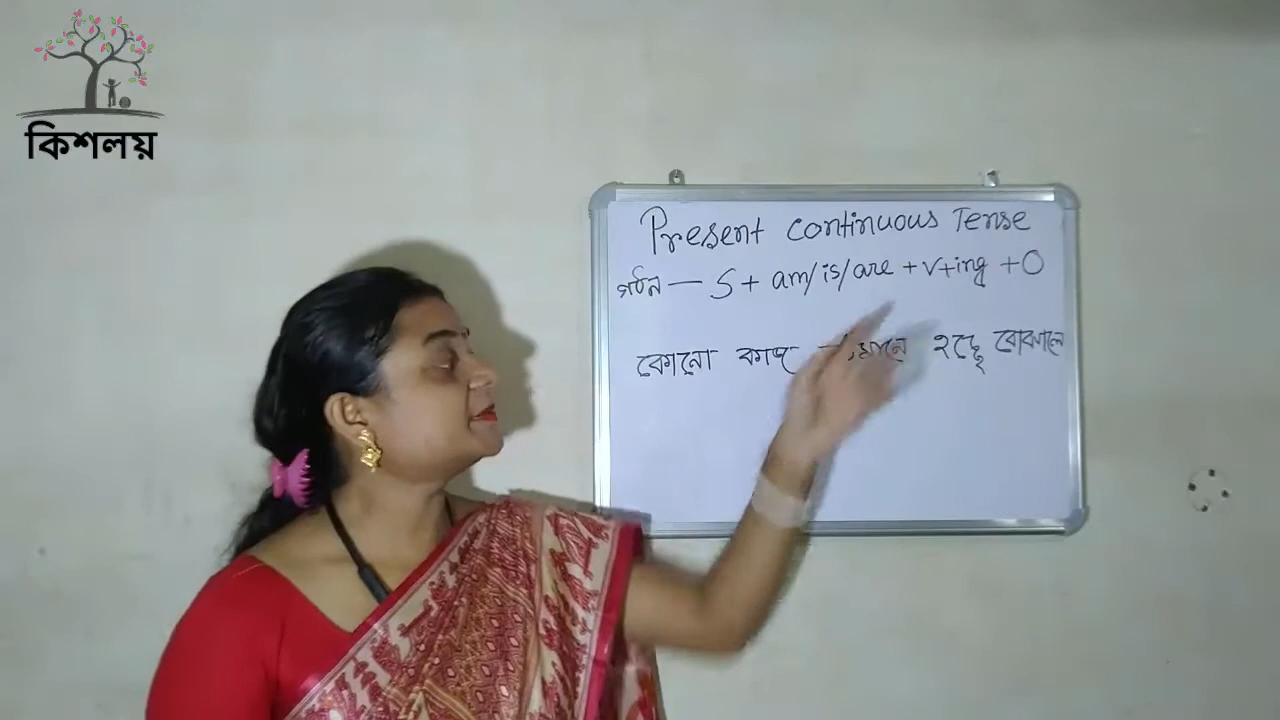 কিশলয়
Present continuous Tense
গঠন — S + am/is/are + v+ing + O
কোনো কাজ হচ্ছে বোঝালে